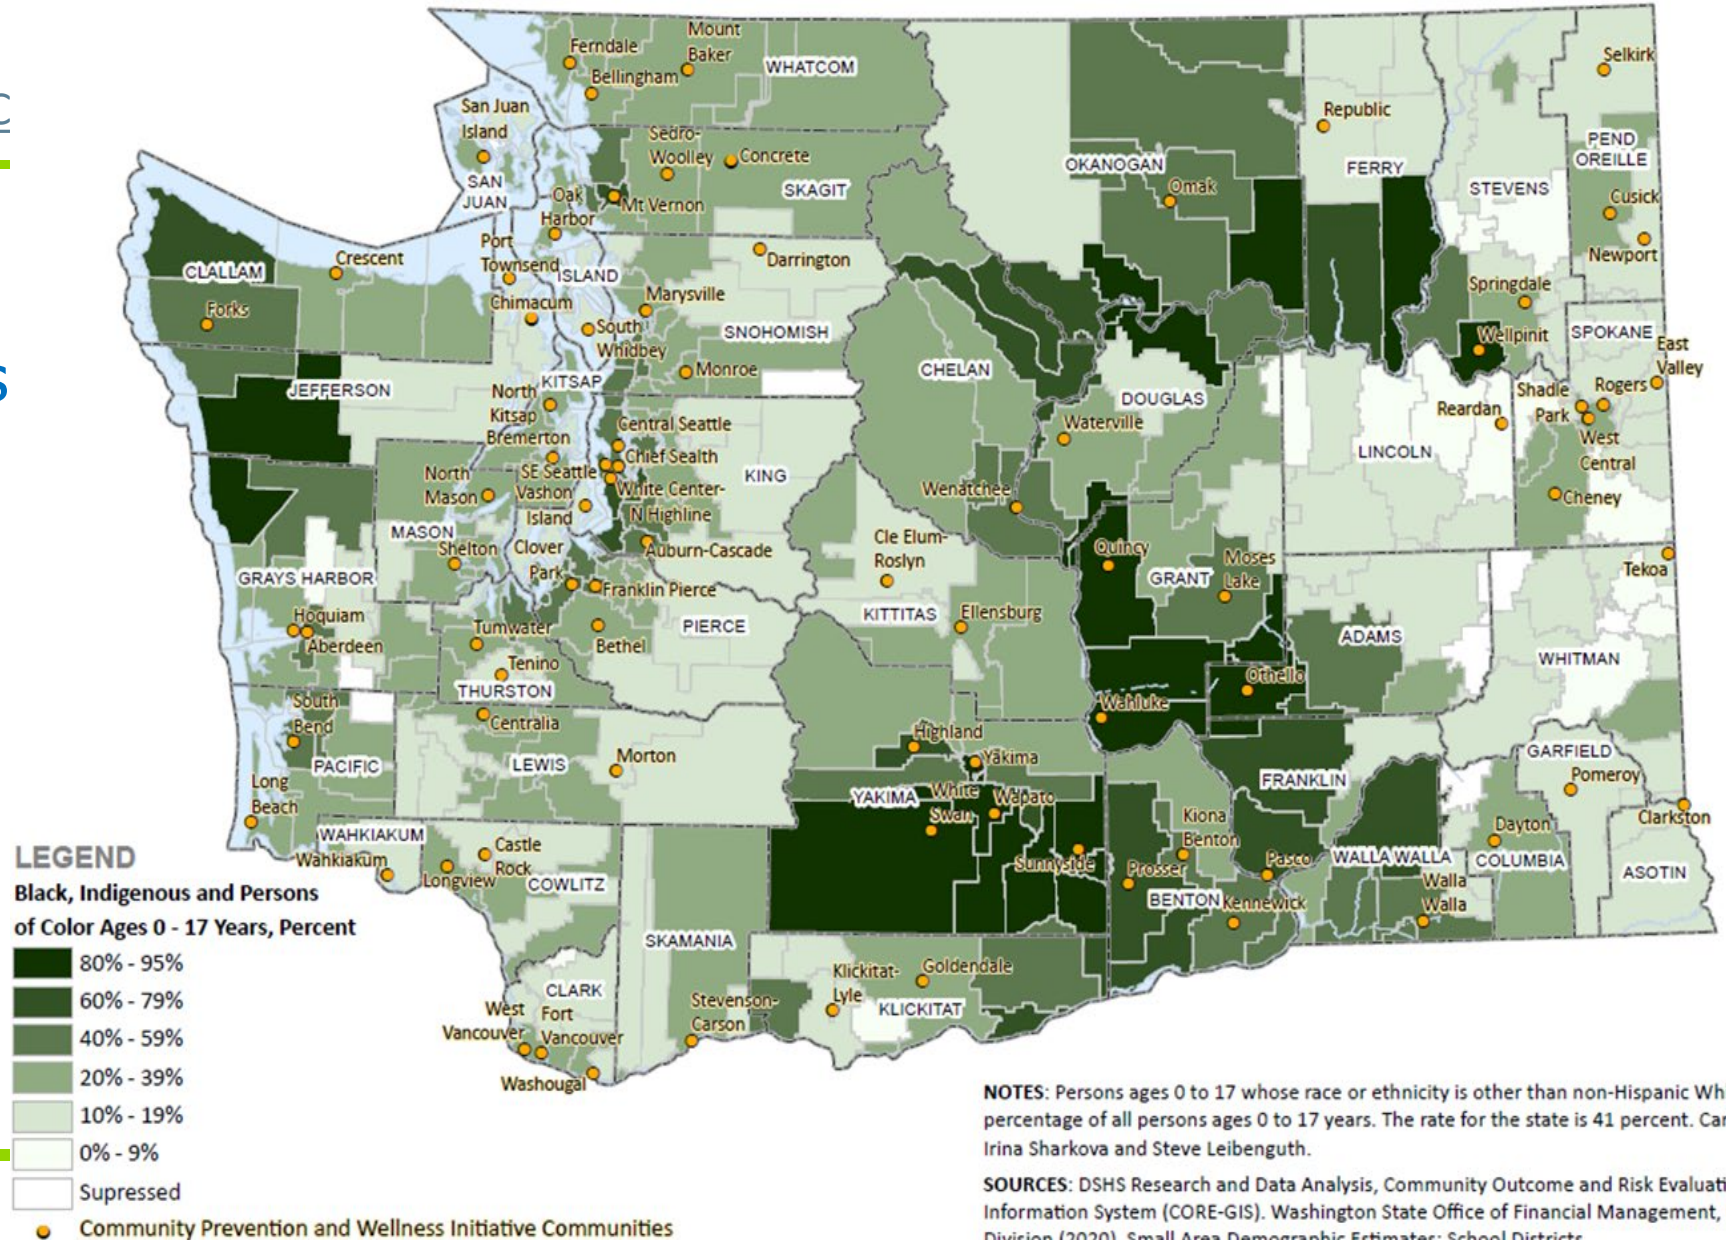 C
S
Mount
Baker
Ferndale
Bellingham
WHATCOM
San Juan
Island
SAN
JUAN
Sedro-
Woolley
Concrete
SKAGIT
Oak
Harbor
Mt Vernon
Port
Townsend
ISLAND
Darrington
Crescent
CLALLAM
Forks
Chimacum
Marysville
South
Whidbey
SNOHOMISH
Monroe
JEFFERSON
KITSAP
North
Kitsap
Bremerton
Central Seattle
Chief Sealth
SE Seattle
White Center-
N Highline
KING
North
Mason
Vashon
Island
MASON
Shelton
Clover
Park
Auburn-Cascade
Franklin Pierce
GRAYS HARBOR
Hoquiam
Aberdeen
Tumwater
Bethel
PIERCE
Tenino
THURSTON
South
Bend
Centralia
PACIFIC
LEWIS
Morton
Long
Beach
WAHKIAKUM
Wahkiakum
Castle
Rock
Longview
COWLITZ
SKAMANIA
CLARK
West
Vancouver
Fort
Vancouver
Washougal
Stevenson-
Carson
Klickitat-
Lyle
Goldendale
KLICKITAT
OKANOGAN
Omak
Republic
FERRY
STEVENS
Selkirk
PEND
OREILLE
Cusick
Newport
Springdale
Wellpinit
SPOKANE
East
Valley
CHELAN
DOUGLAS
Waterville
Wenatchee
Shadle
Park
Rogers
West
Central
Reardan
LINCOLN
Cheney
Cle Elum-
Roslyn
KITTITAS
Ellensburg
Quincy
GRANT
Moses
Lake
ADAMS
Othello
Wahluke
Tekoa
WHITMAN
Highland
Yakima
YAKIMA
White
Swan
Wapato
Sunnyside
FRANKLIN
Kiona
Benton
Prosser
BENTON
Pasco
Kennewick
WALLA WALLA
Walla
Walla
Dayton
COLUMBIA
GARFIELD
Pomeroy
Clarkston
ASOTIN
LEGEND
Black, Indigenous and Persons
of Color Ages 0 - 17 Years, Percent
80% - 95%
60% - 79%
40% - 59%
20% - 39%
10% - 19%
0% - 9%
Supressed
Community Prevention and Wellness Initiative Communities
NOTES: Persons ages 0 to 17 whose race or ethnicity is other than non-Hispanic Wh
percentage of all persons ages 0 to 17 years. The rate for the state is 41 percent. Car
Irina Sharkova and Steve Leibenguth.
SOURCES: DSHS Research and Data Analysis, Community Outcome and Risk Evaluati
Information System (CORE-GIS). Washington State Office of Financial Management,
Division (2020). Small Area Demographic Estimates: School Districts